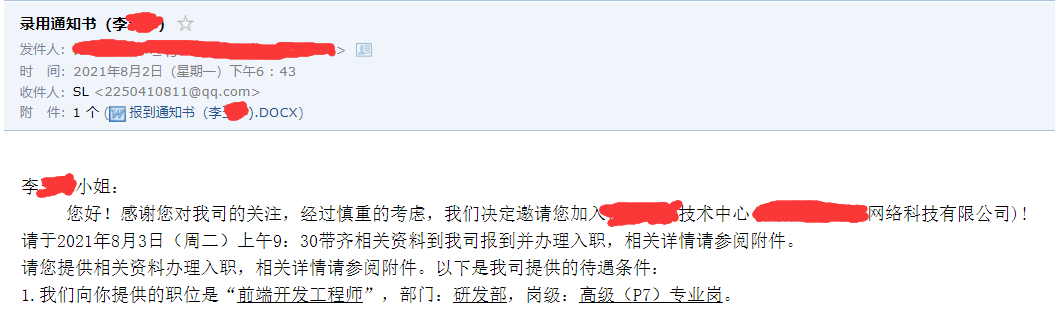 录用通知书（李）
发件人： >
时 间：2021年8月2日（星期一）下午6：43
收件人：SL <2250410811@qq.com>
附 件：1 个 (报到通知书（李）.DOCX)
李小姐：
您好！感谢您对我司的关注，经过慎重的考虑，我们决定邀请您加入技术中心 网络科技有限公司)！
请于2021年8月3日（周二）上午9：30带齐相关资料到我司报到并办理入职，相关详情请参阅附件。
请您提供相关资料办理入职，相关详情请参阅附件。以下是我司提供的待遇条件：
1.我们向你提供的职位是“前端开发工程师”，部门：研发部，岗级：高级（P7）专业岗。